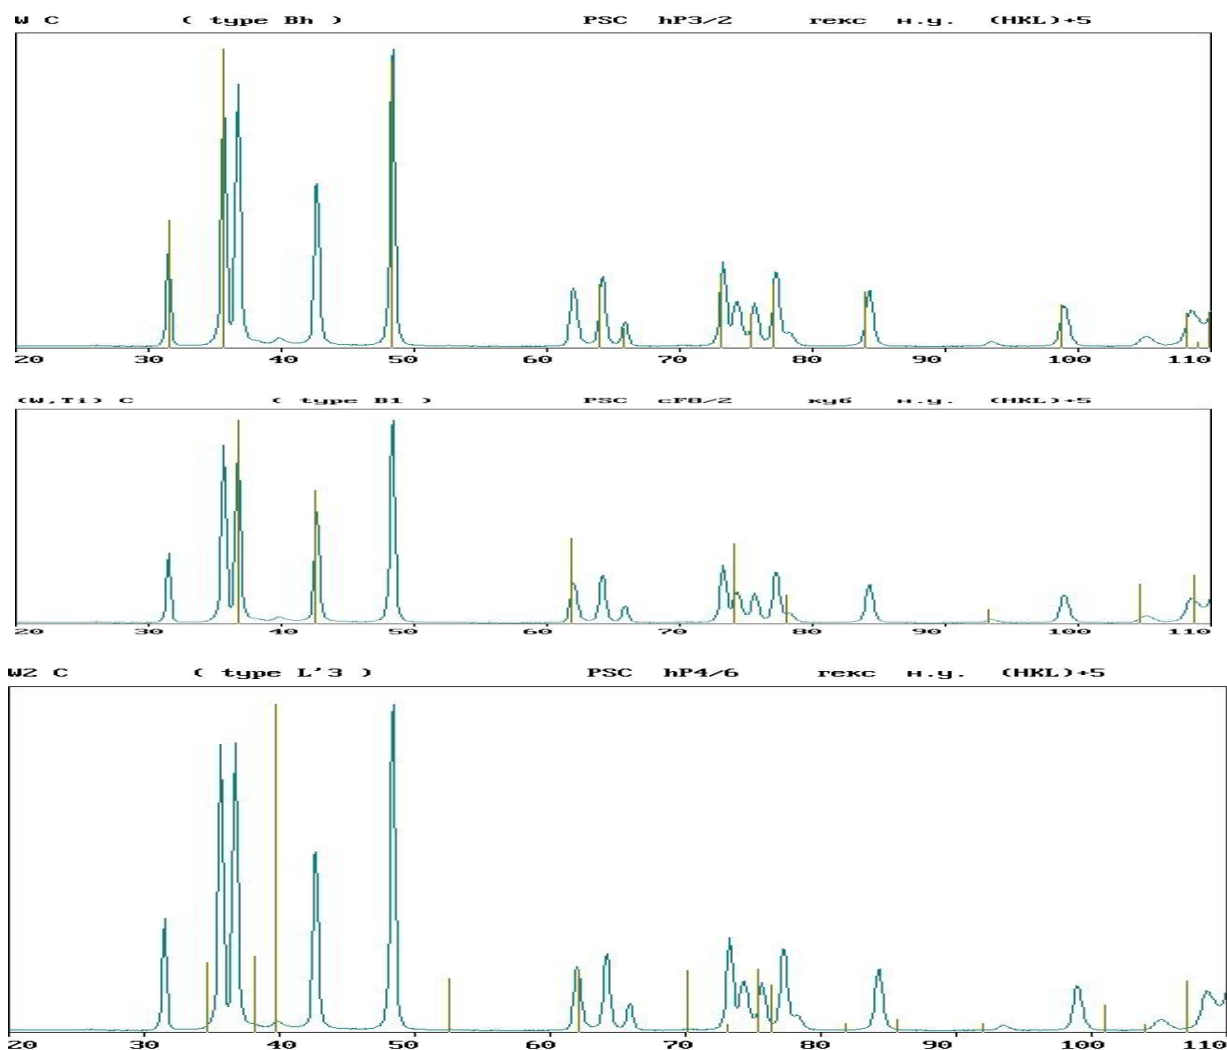 W C ( type Bh ) PSC hP3/2 гекс н.у. (HKL)+5
20 30 40 50 60 70 80 90 100 110
(W,Ti) C ( type B1 ) PSC cF8/2 куб н.у. (HKL)+5
20 30 40 50 60 70 80 90 100 110
W2 C ( type L'3 ) PSC hP4/6 гекс н.у. (HKL)+5
20 30 40 50 60 70 80 90 100 110